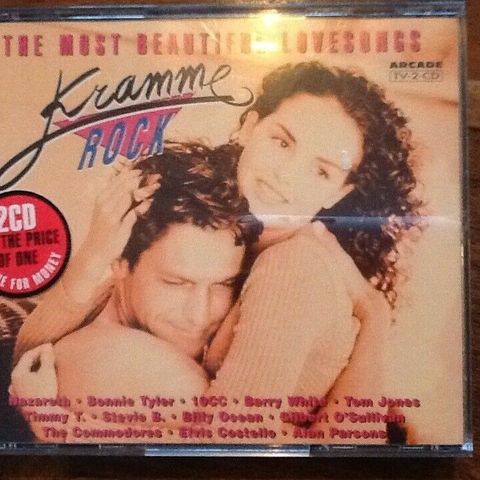 THE MOST BEAUTIFUL LOVESONGS
ARCADE
TV·2·CD
Kramme
ROCK
2CD
THE PRICE
OF ONE
FOR MONEY
Nazareth · Bonnie Tyler · 10CC · Barry White · Tom Jones
Timmy T. · Stevie B. · Billy Ocean · Gilbert O'Sullivan
The Commodores · Elvis Costello · Alan Parsons